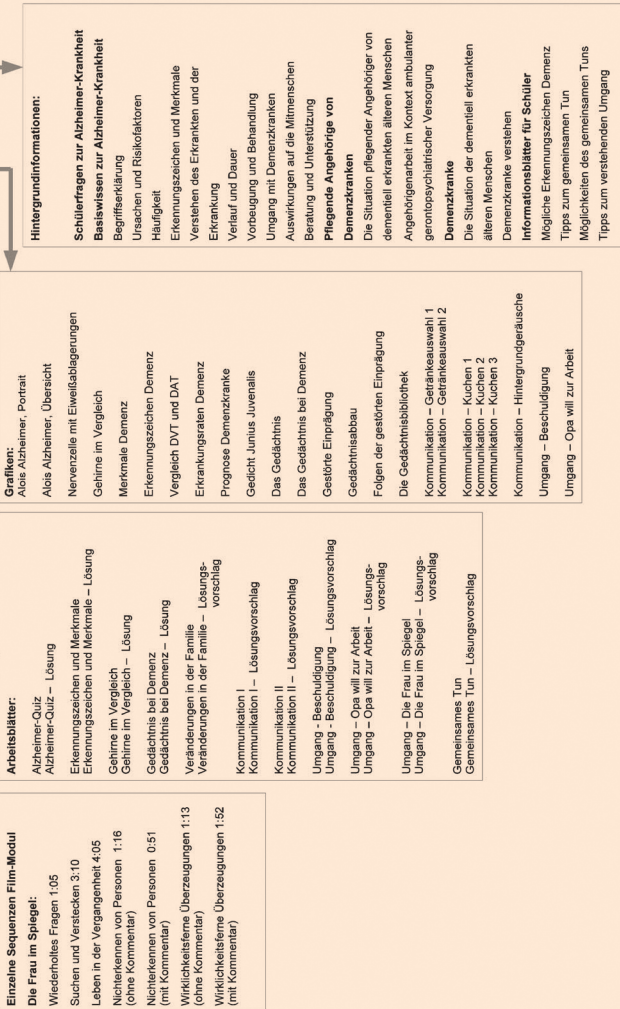 Einzelne Sequenzen Film-Modul
Die Frau im Spiegel:
Wiederholtes Fragen 1:05
Suchen und Verstecken 3:10
Leben in der Vergangenheit 4:05
Nichterkennen von Personen 1:16
(ohne Kommentar)
Nichterkennen von Personen 0:51
(mit Kommentar)
Wirklichkeitsferne Überzeugungen 1:13
(ohne Kommentar)
Wirklichkeitsferne Überzeugungen 1:52
(mit Kommentar)
Arbeitsblätter:
Alzheimer-Quiz
Alzheimer-Quiz – Lösung
Erkennungszeichen und Merkmale
Erkennungszeichen und Merkmale – Lösung
Gehirne im Vergleich
Gehirne im Vergleich – Lösung
Gedächtnis bei Demenz
Gedächtnis bei Demenz – Lösung
Veränderungen in der Familie
Veränderungen in der Familie – Lösungs-
vorschlag
Kommunikation I
Kommunikation I – Lösungsvorschlag
Kommunikation II
Kommunikation II – Lösungsvorschlag
Umgang - Beschuldigung
Umgang - Beschuldigung – Lösungsvorschlag
Umgang – Opa will zur Arbeit
Umgang – Opa will zur Arbeit – Lösungs-
vorschlag
Umgang – Die Frau im Spiegel
Umgang – Die Frau im Spiegel – Lösungs-
vorschlag
Gemeinsames Tun
Gemeinsames Tun – Lösungsvorschlag
Grafiken:
Alois Alzheimer, Portrait
Alois Alzheimer, Übersicht
Nervenzelle mit Eiweißablagerungen
Gehirne im Vergleich
Merkmale Demenz
Erkennungszeichen Demenz
Vergleich DVT und DAT
Erkrankungsraten Demenz
Prognose Demenzkranke
Gedicht Junius Juvenalis
Das Gedächtnis
Das Gedächtnis bei Demenz
Gestörte Einprägung
Gedächtnisabbau
Folgen der gestörten Einprägung
Die Gedächtnisbibliothek
Kommunikation – Getränkeauswahl 1
Kommunikation – Getränkeauswahl 2
Kommunikation – Kuchen 1
Kommunikation – Kuchen 2
Kommunikation – Kuchen 3
Kommunikation – Hintergrundgeräusche
Umgang – Beschuldigung
Umgang – Opa will zur Arbeit
Hintergrundinformationen:
Schülerfragen zur Alzheimer-Krankheit
Basiswissen zur Alzheimer-Krankheit
Begriffserklärung
Ursachen und Risikofaktoren
Häufigkeit
Erkennungszeichen und Merkmale
Verstehen des Erkrankten und der
Erkrankung
Verlauf und Dauer
Vorbeugung und Behandlung
Umgang mit Demenzkranken
Auswirkungen auf die Mitmenschen
Beratung und Unterstützung
Pflegende Angehörige von
Demenzkranken
Die Situation pflegender Angehöriger von
dementiell erkrankten älteren Menschen
Angehörigenarbeit im Kontext ambulanter
gerontopsychiatrischer Versorgung
Demenzkranke
Die Situation der dementiell erkrankten
älteren Menschen
Demenzkranke verstehen
Informationsblätter für Schüler
Mögliche Erkennungszeichen Demenz
Tipps zum gemeinsamen Tun
Möglichkeiten des gemeinsamen Tuns
Tipps zum verstehenden Umgang